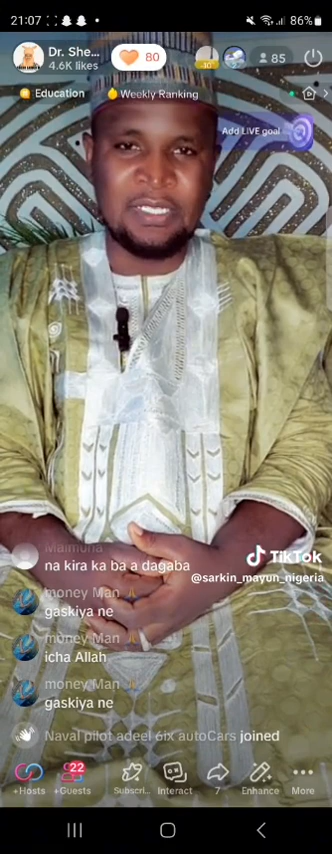 21:07
86%
Dr. She...
4.6K likes
80
-10°
85
Education
Weekly Ranking
Add LIVE goal
Maimuna
na kira ka ba a dagaba
TikTok
@sarkin_mayun_nigeria
money Man 🙏
gaskiya ne
money Man 🙏
icha Allah
money Man 🙏
gaskiya ne
Naval pilot adeel 6ix autoCars joined
22
+Hosts
+Guests
Subscri...
Interact
7
Enhance
More